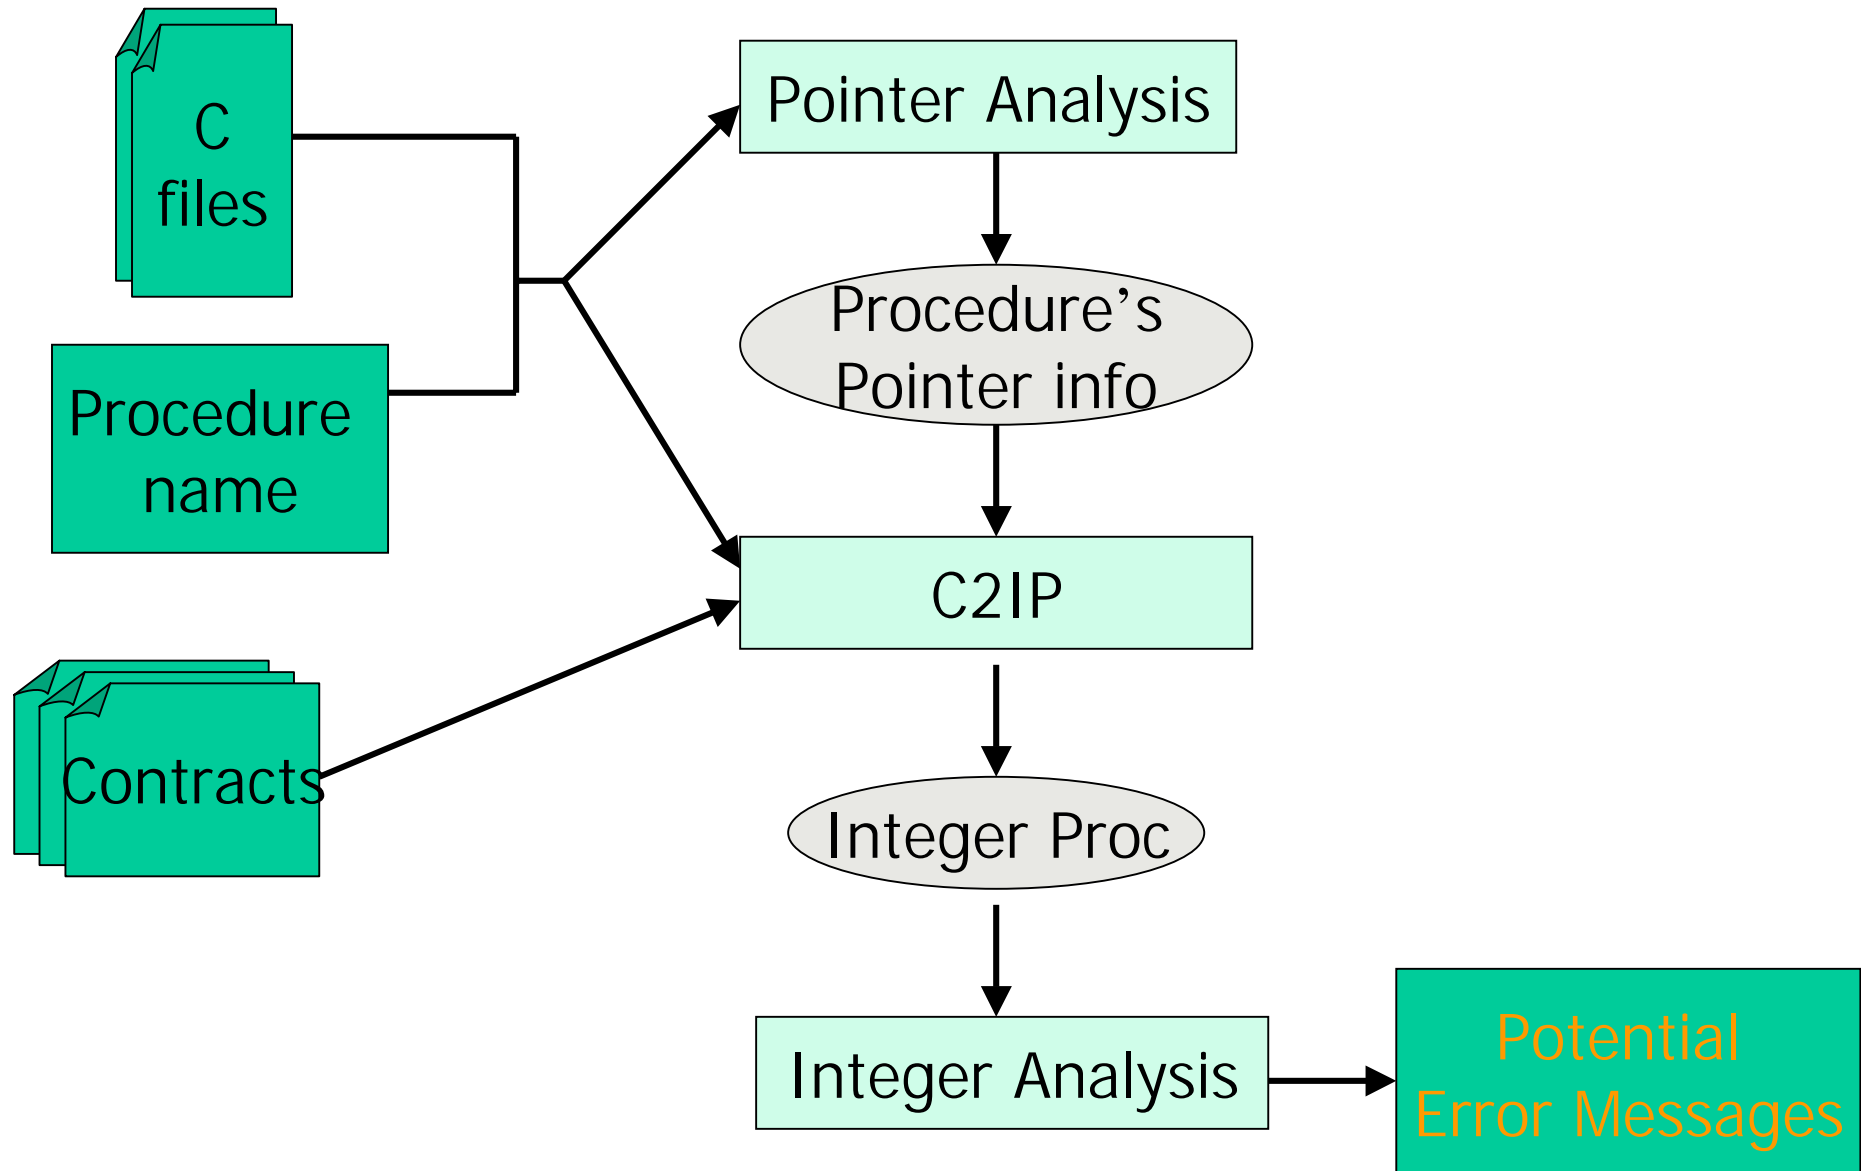 C
files
Procedure
name
Contracts
Pointer Analysis
Procedure’s
Pointer info
C2IP
Integer Proc
Integer Analysis
Potential
Error Messages